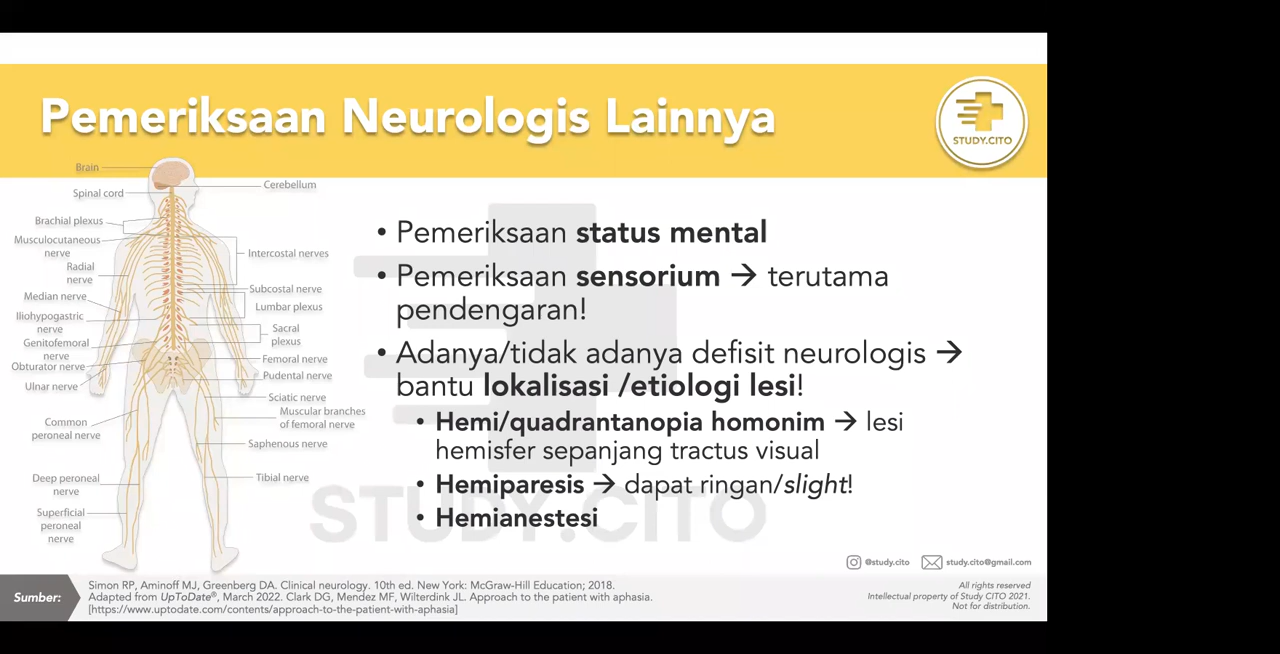 Pemeriksaan Neurologis Lainnya
STUDY.CITO
Brain
Cerebellum
Spinal cord
Brachial plexus
Musculocutaneous
nerve
Intercostal nerves
Radial
nerve
Subcostal nerve
Median nerve
Lumbar plexus
Iliohypogastric
nerve
Sacral
plexus
Genitofemoral
nerve
Femoral nerve
Obturator nerve
Pudental nerve
Ulnar nerve
Sciatic nerve
Muscular branches
of femoral nerve
Common
peroneal nerve
Saphenous nerve
Deep peroneal
nerve
Tibial nerve
Superficial
peroneal
nerve
• Pemeriksaan status mental
• Pemeriksaan sensorium → terutama
pendengaran!
• Adanya/tidak adanya defisit neurologis →
bantu lokalisasi /etiologi lesi!
• Hemi/quadrantanopia homonim → lesi
hemisfer sepanjang tractus visual
• Hemiparesis → dapat ringan/slight!
• Hemianestesi
STUDY.CITO
@study.cito
study.cito@gmail.com
Sumber:
Simon RP, Aminoff MJ, Greenberg DA. Clinical neurology. 10th ed. New York: McGraw-Hill Education; 2018.
Adapted from UpToDate®, March 2022. Clark DG, Mendez MF, Wilterdink JL. Approach to the patient with aphasia.
[https://www.uptodate.com/contents/approach-to-the-patient-with-aphasia]
All rights reserved
Intellectual property of Study CITO 2021.
Not for distribution.